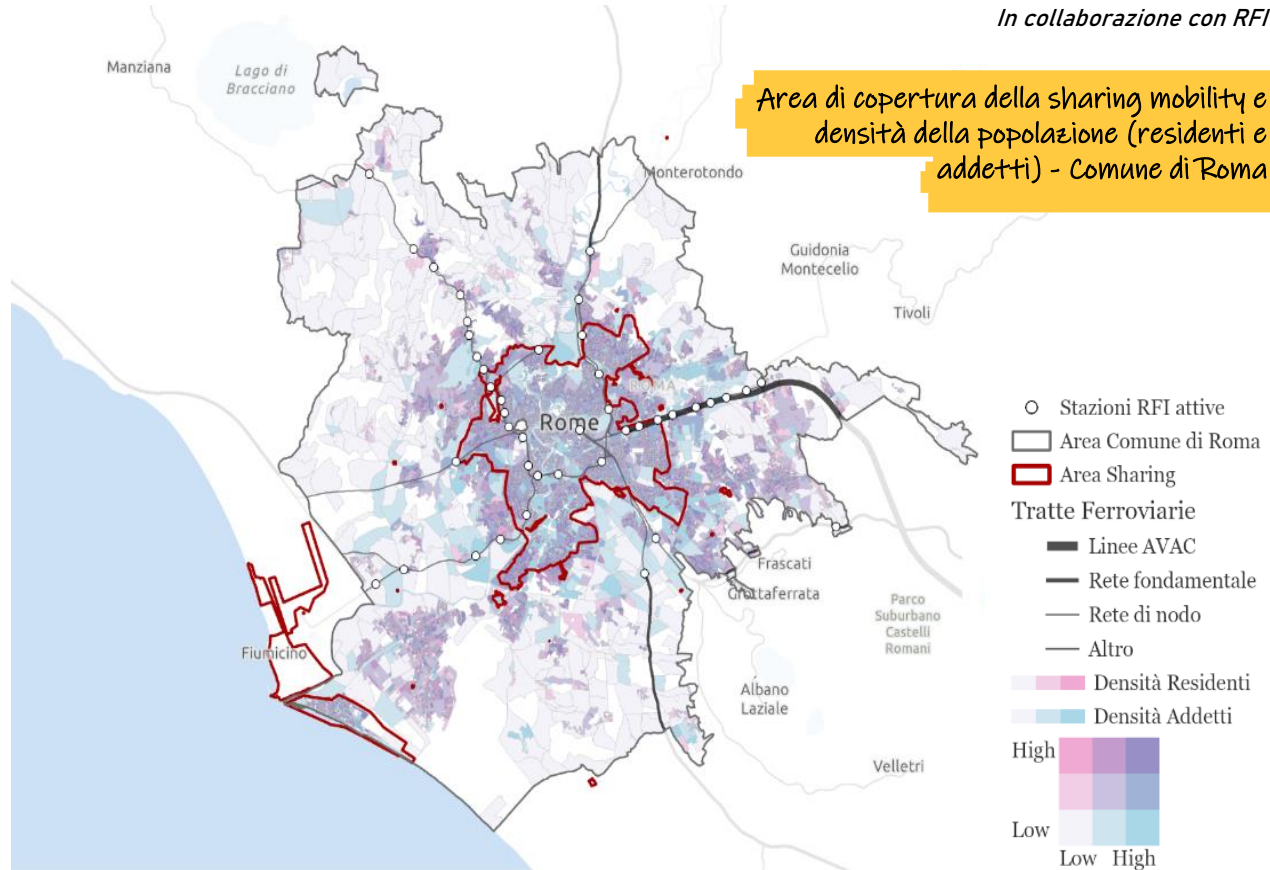 In collaborazione con RFI
Area di copertura della sharing mobility e
densità della popolazione (residenti e
addetti) - Comune di Roma
Manziana
Lago di
Bracciano
Monterotondo
Guidonia
Montecelio
Tivoli
ROMA
Rome
Frascati
Grottaferrata
Parco
Suburbano
Castelli
Romani
Fiumicino
Albano
Laziale
Velletri
Stazioni RFI attive
Area Comune di Roma
Area Sharing
Tratte Ferroviarie
Linee AVAC
Rete fondamentale
Rete di nodo
Altro
Densità Residenti
Densità Addetti
High
Low
Low High